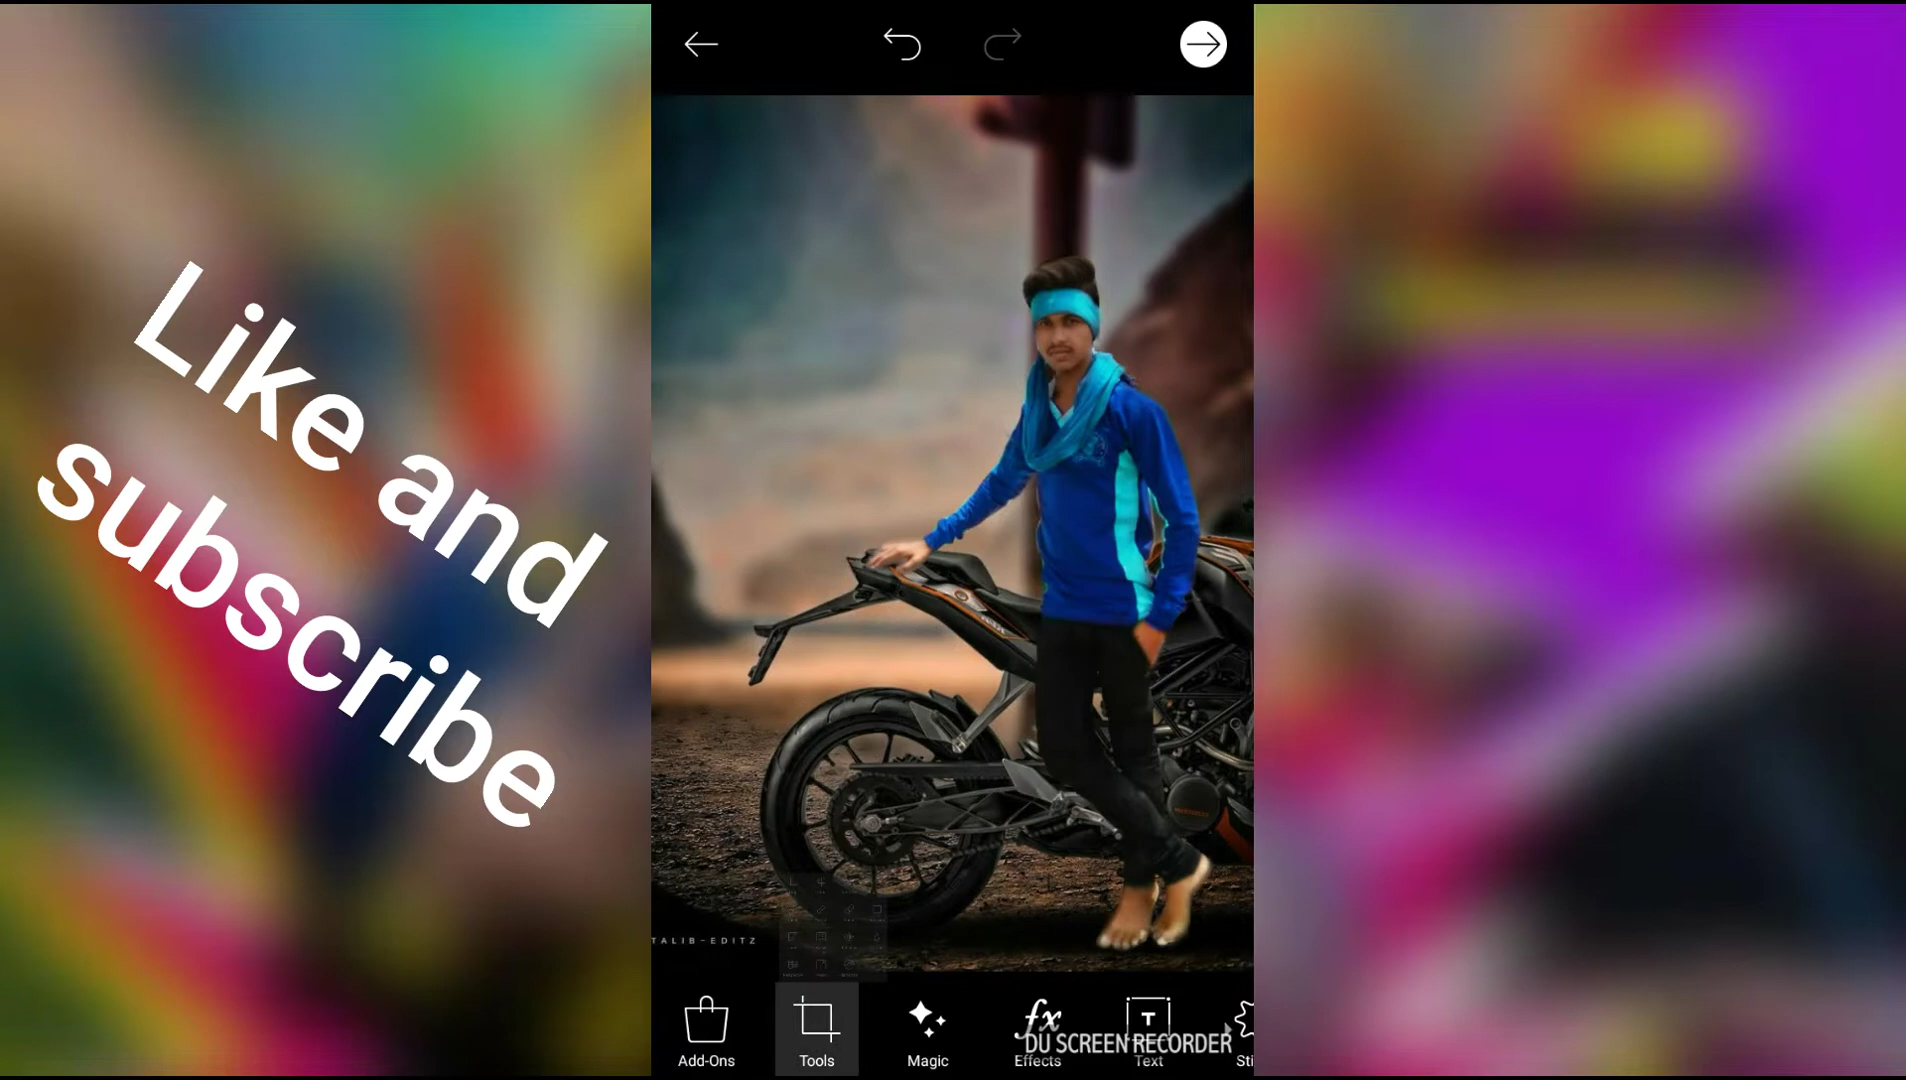 Like and
subscribe
TALIB-EDITZ
Add-Ons
Tools
Magic
Effects
Text
Sti
DU SCREEN RECORDER